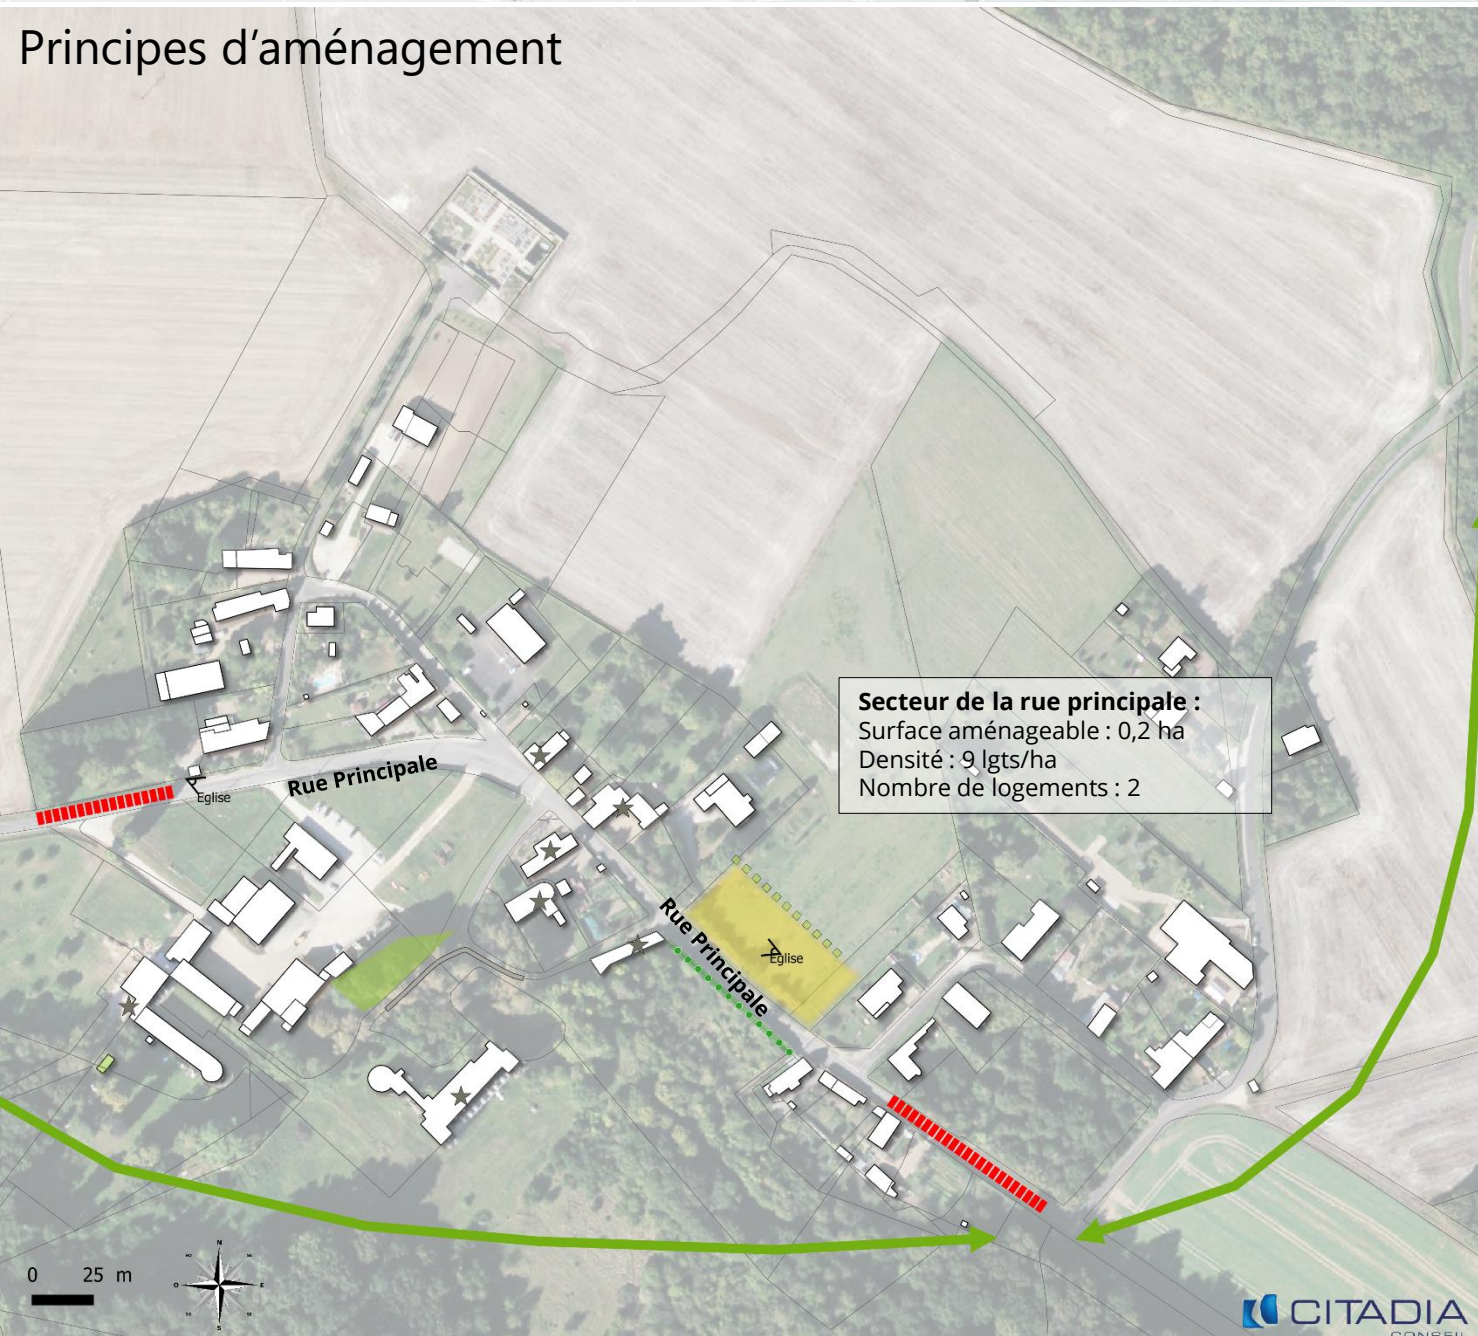 Principes d'aménagement
Secteur de la rue principale :
Surface aménageable : 0,2 ha
Densité : 9 lgts/ha
Nombre de logements : 2
Rue Principale
Eglise
Rue Principale
Eglise
0 25 m
N
O E
S
CITADIA
CONSEIL